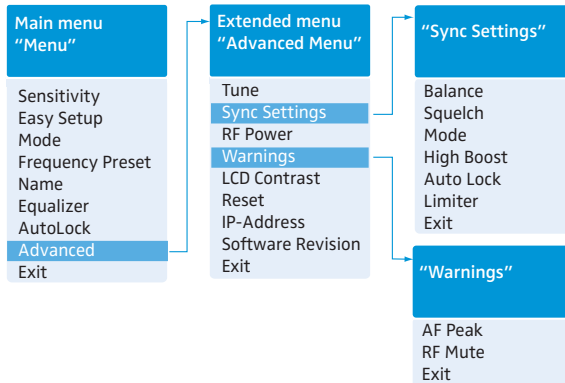 Main menu
“Menu”
Sensitivity
Easy Setup
Mode
Frequency Preset
Name
Equalizer
AutoLock
Advanced
Exit
Extended menu
“Advanced Menu”
Tune
Sync Settings
RF Power
Warnings
LCD Contrast
Reset
IP-Address
Software Revision
Exit
“Sync Settings”
Balance
Squelch
Mode
High Boost
Auto Lock
Limiter
Exit
“Warnings”
AF Peak
RF Mute
Exit